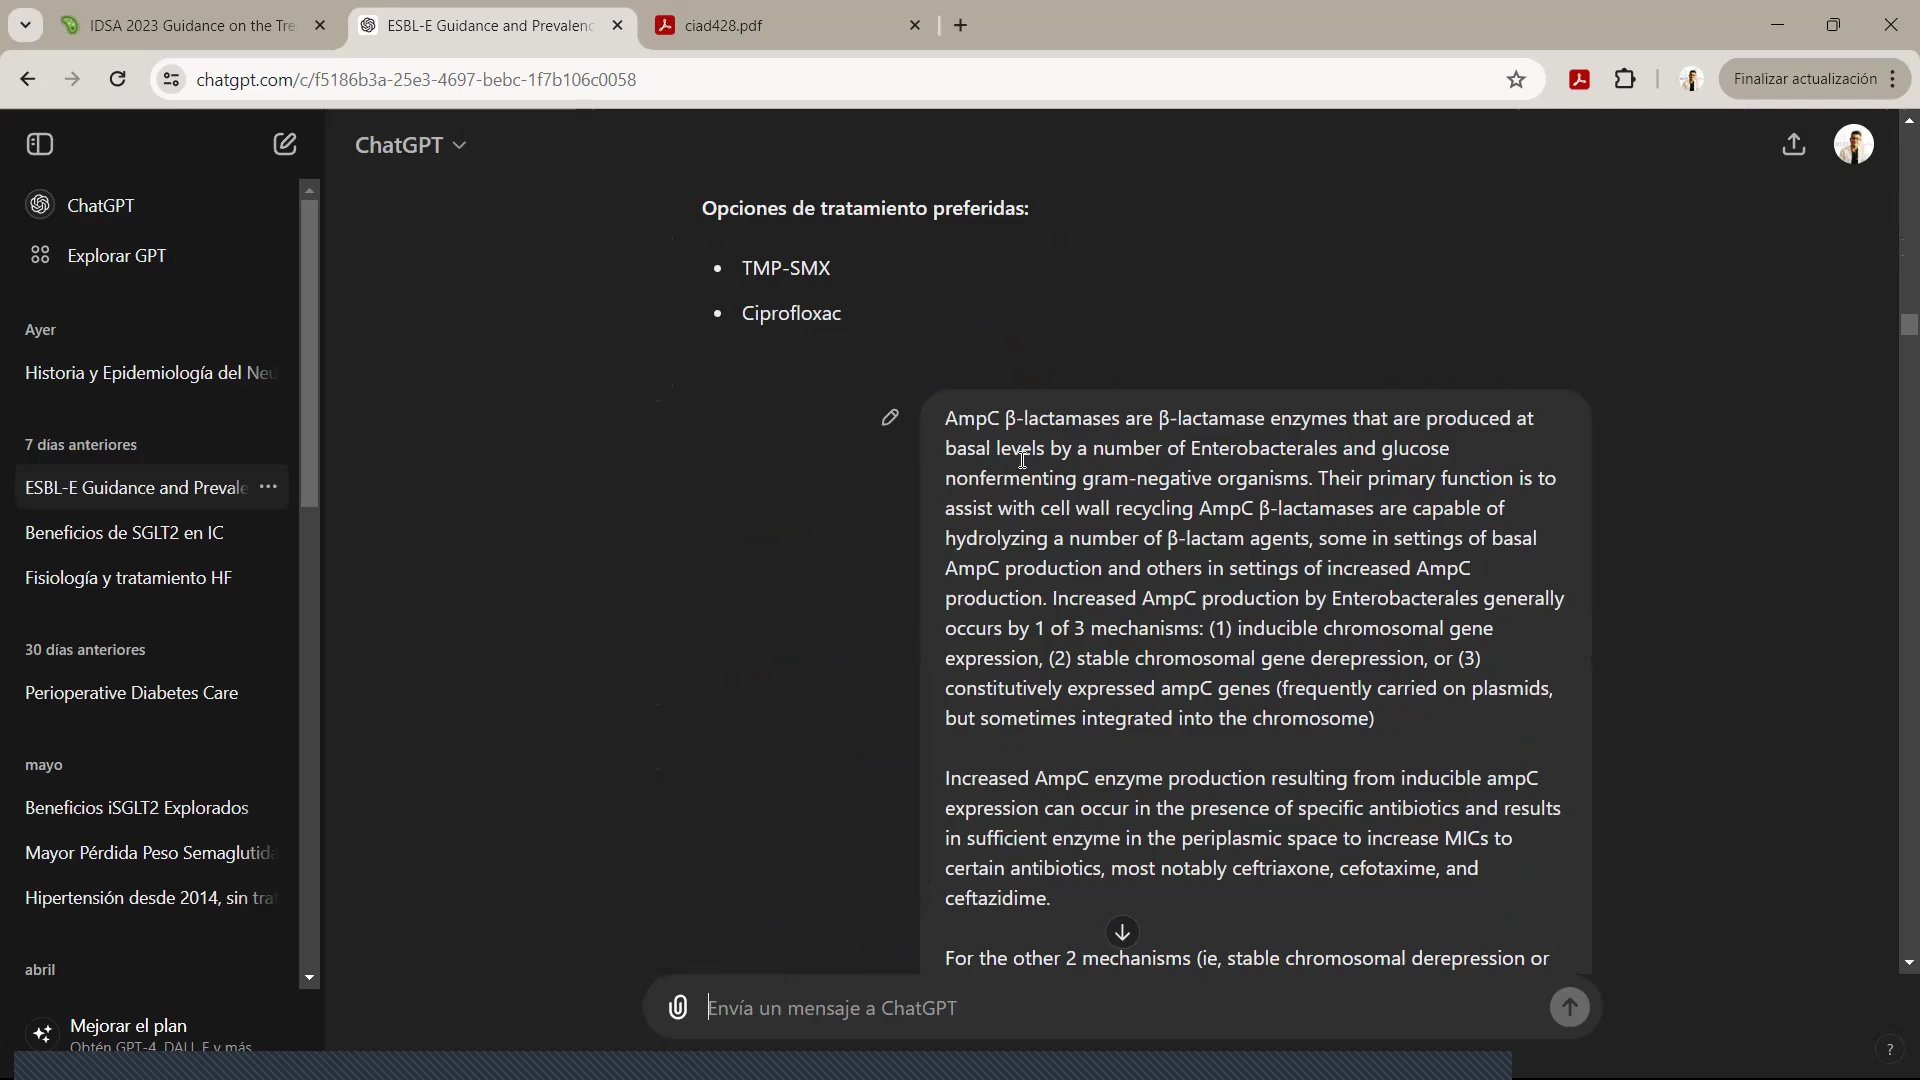 IDSA 2023 Guidance on the Tre
ESBL-E Guidance and Prevalenc
ciad428.pdf
chatgpt.com/c/f5186b3a-25e3-4697-bebc-1f7b106c0058
Finalizar actualización
ChatGPT
ChatGPT
Explorar GPT
Ayer
Historia y Epidemiología del Neu
7 días anteriores
ESBL-E Guidance and Prevale
Beneficios de SGLT2 en IC
Fisiología y tratamiento HF
30 días anteriores
Perioperative Diabetes Care
mayo
Beneficios iSGLT2 Explorados
Mayor Pérdida Peso Semaglutida
Hipertensión desde 2014, sin trat
abril
Mejorar el plan
Obtén GPT-4, DALL·E y más
Opciones de tratamiento preferidas:
• TMP-SMX
• Ciprofloxac
AmpC β-lactamases are β-lactamase enzymes that are produced at
basal levels by a number of Enterobacterales and glucose
nonfermenting gram-negative organisms. Their primary function is to
assist with cell wall recycling AmpC β-lactamases are capable of
hydrolyzing a number of β-lactam agents, some in settings of basal
AmpC production and others in settings of increased AmpC
production. Increased AmpC production by Enterobacterales generally
occurs by 1 of 3 mechanisms: (1) inducible chromosomal gene
expression, (2) stable chromosomal gene derepression, or (3)
constitutively expressed ampC genes (frequently carried on plasmids,
but sometimes integrated into the chromosome)
Increased AmpC enzyme production resulting from inducible ampC
expression can occur in the presence of specific antibiotics and results
in sufficient enzyme in the periplasmic space to increase MICs to
certain antibiotics, most notably ceftriaxone, cefotaxime, and
ceftazidime.
For the other 2 mechanisms (ie, stable chromosomal derepression or
Envía un mensaje a ChatGPT
?